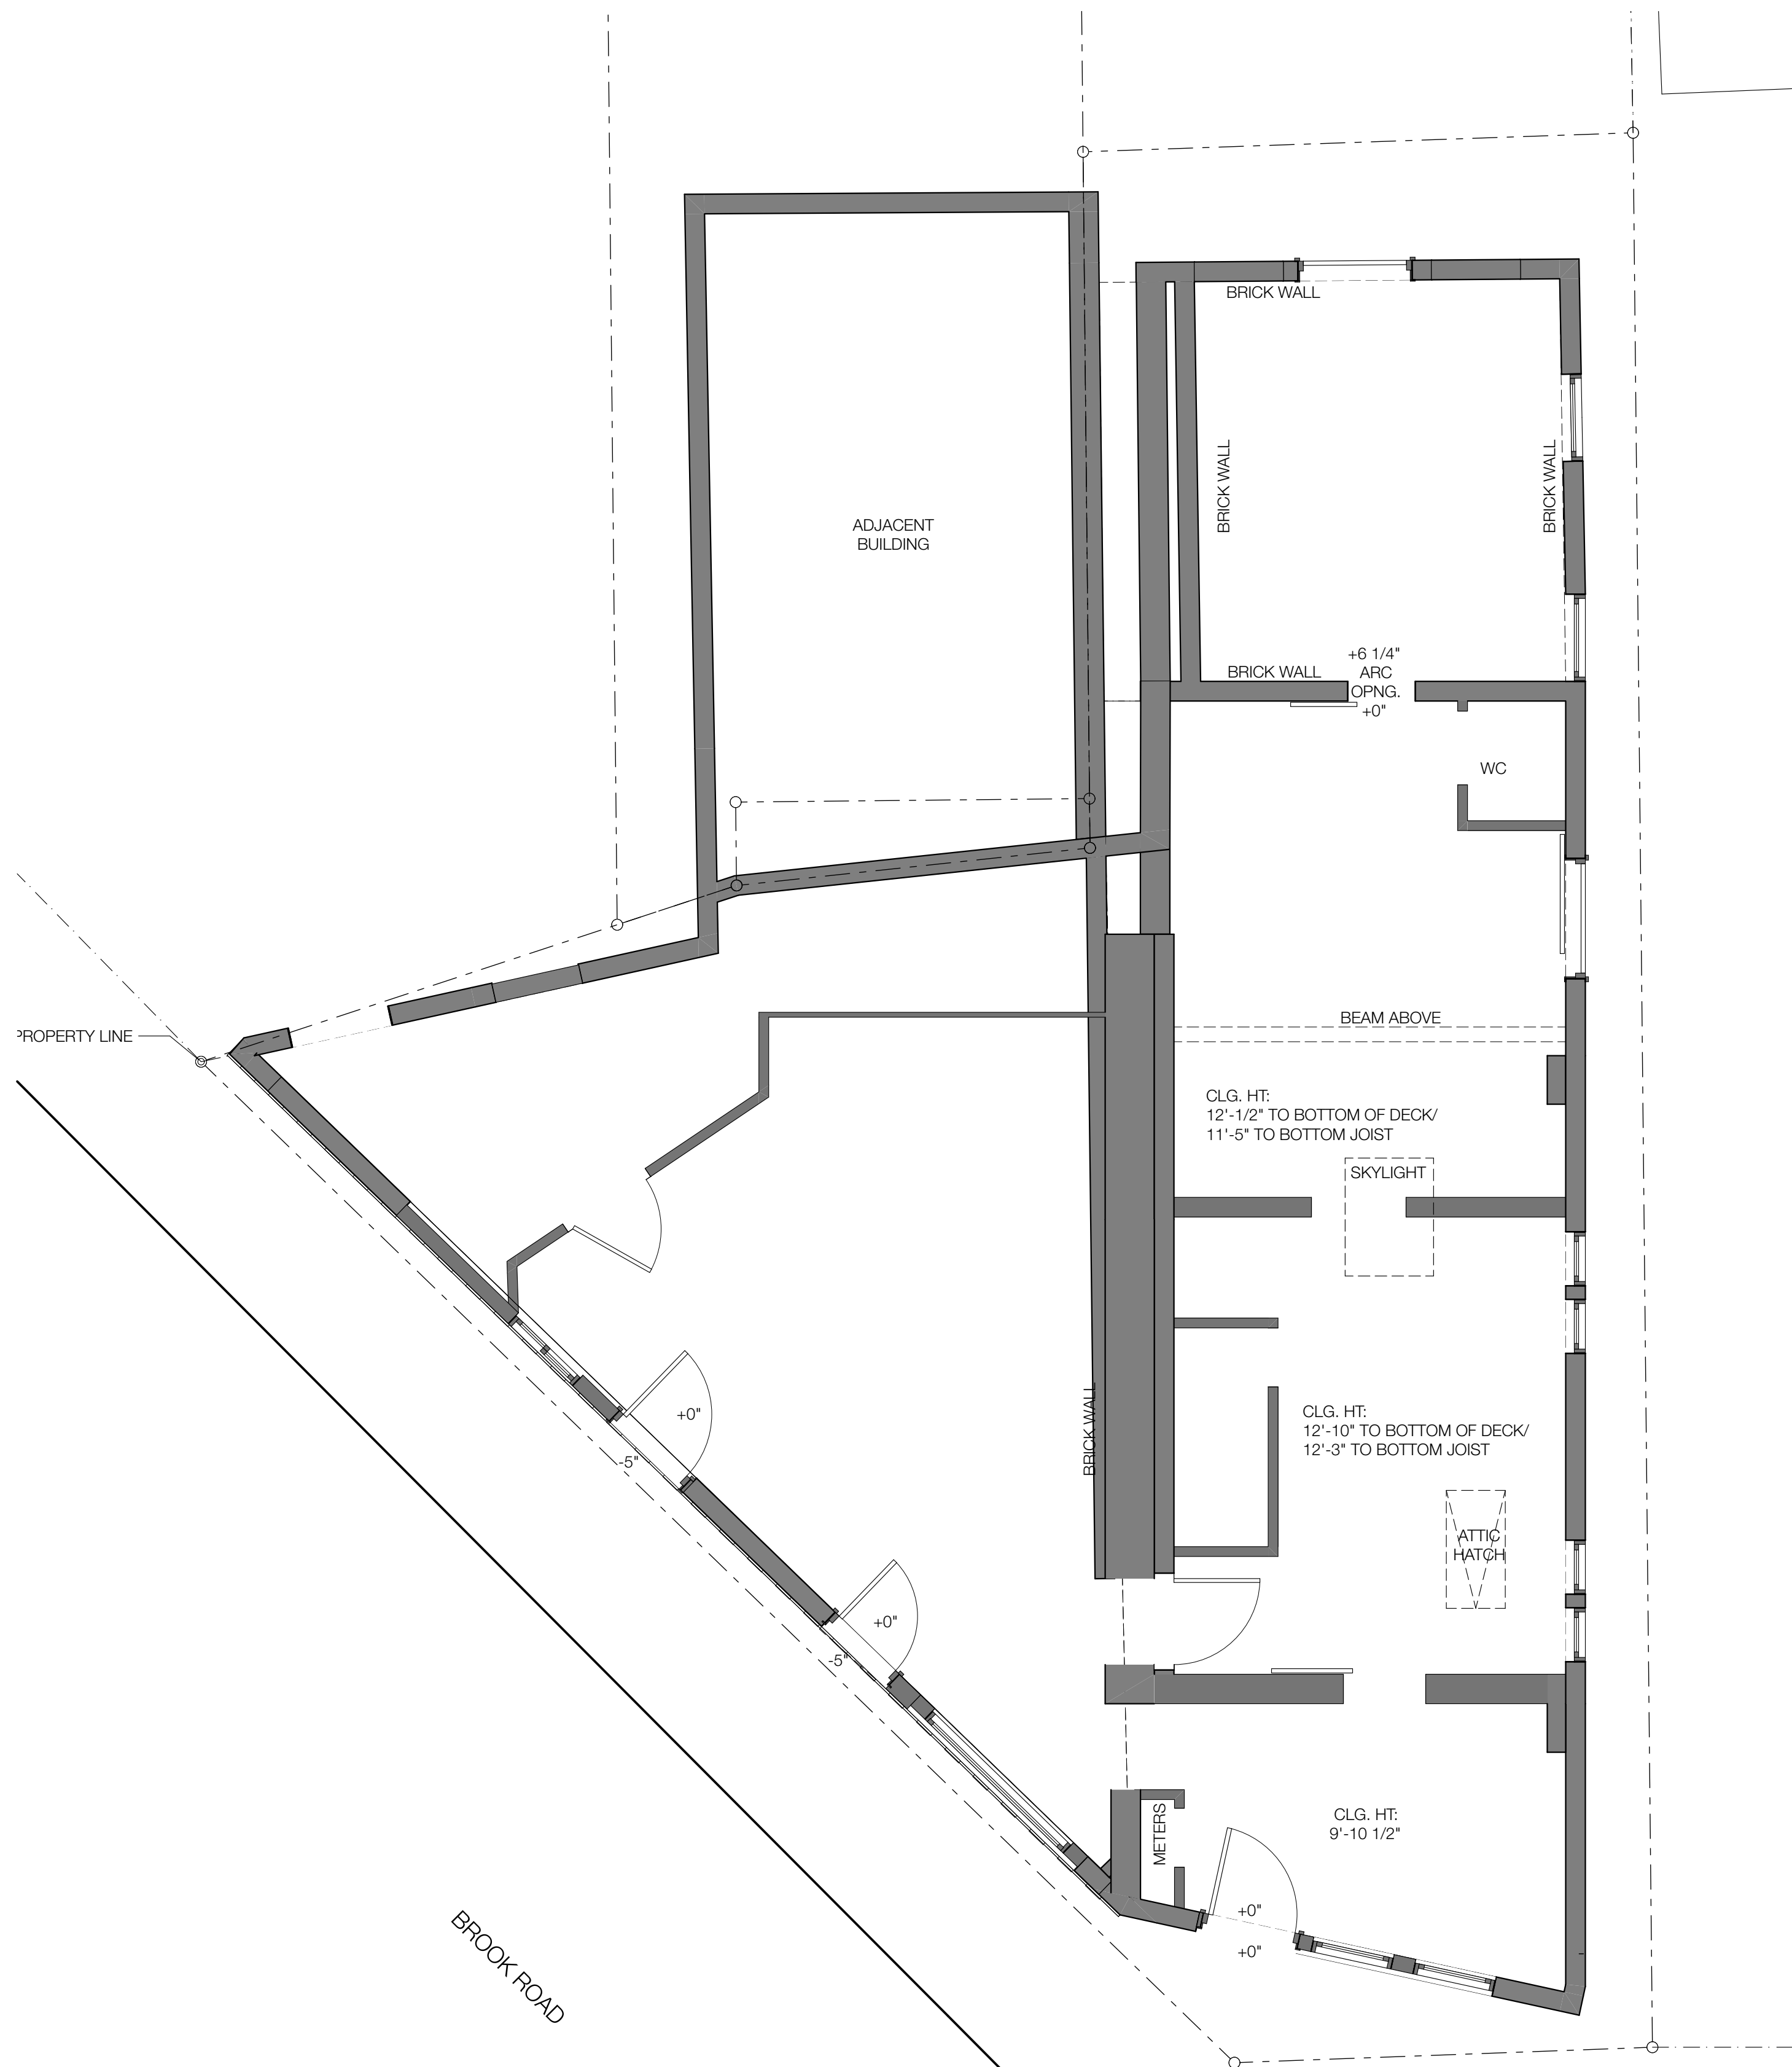 BRICK WALL
BRICK WALL
BRICK WALL
ADJACENT
BUILDING
+6 1/4"
ARC
OPNG.
+0"
BRICK WALL
WC
PROPERTY LINE
BEAM ABOVE
CLG. HT:
12'-1/2" TO BOTTOM OF DECK/
11'-5" TO BOTTOM JOIST
SKYLIGHT
BRICK WALL
+0"
-5"
CLG. HT:
12'-10" TO BOTTOM OF DECK/
12'-3" TO BOTTOM JOIST
ATTIC
HATCH
+0"
-5"
METERS
CLG. HT:
9'-10 1/2"
+0"
+0"
BROOK ROAD